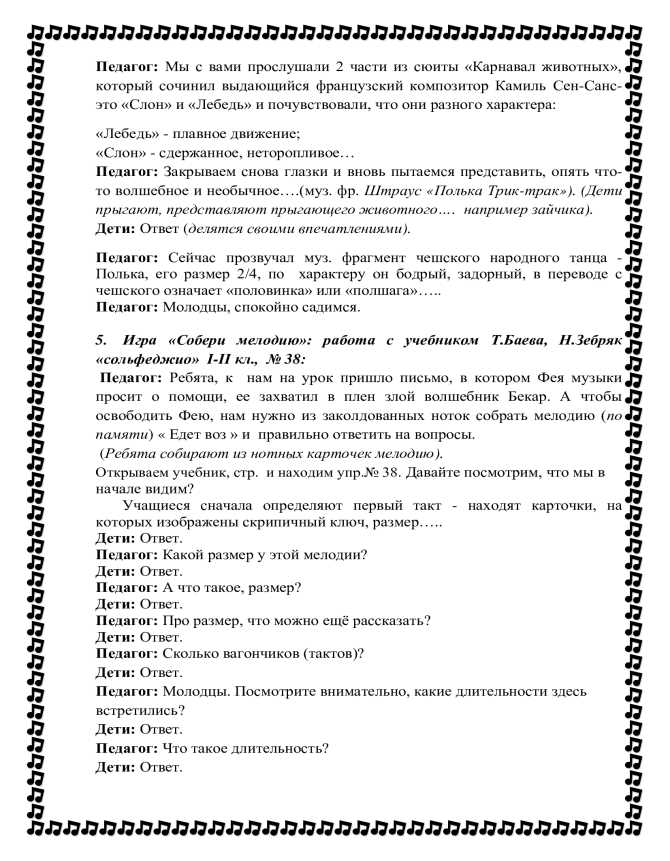 Педагог: Мы с вами прослушали 2 части из сюиты «Карнавал животных»,
который сочинил выдающийся французский композитор Камиль Сен-Санс-
это «Слон» и «Лебедь» и почувствовали, что они разного характера:
«Лебедь» - плавное движение;
«Слон» - сдержанное, неторопливое…
Педагог: Закрываем снова глазки и вновь пытаемся представить, опять что-
то волшебное и необычное….(муз. фр. Штраус «Полька Трик-трак»). (Дети
прыгают, представляют прыгающего животного…. например зайчика).
Дети: Ответ (делятся своими впечатлениями).
Педагог: Сейчас прозвучал муз. фрагмент чешского народного танца -
Полька, его размер 2/4, по характеру он бодрый, задорный, в переводе с
чешского означает «половинка» или «полшага»…..
Педагог: Молодцы, спокойно садимся.
5. Игра «Собери мелодию»: работа с учебником Т.Баева, Н.Зебряк
«сольфеджио» I-II кл., № 38:
Педагог: Ребята, к нам на урок пришло письмо, в котором Фея музыки
просит о помощи, ее захватил в плен злой волшебник Бекар. А чтобы
освободить Фею, нам нужно из заколдованных ноток собрать мелодию (по
памяти) « Едет воз » и правильно ответить на вопросы.
(Ребята собирают из нотных карточек мелодию).
Открываем учебник, стр. и находим упр.№ 38. Давайте посмотрим, что мы в
начале видим?
Учащиеся сначала определяют первый такт - находят карточки, на
которых изображены скрипичный ключ, размер…..
Дети: Ответ.
Педагог: Какой размер у этой мелодии?
Дети: Ответ.
Педагог: А что такое, размер?
Дети: Ответ.
Педагог: Про размер, что можно ещё рассказать?
Дети: Ответ.
Педагог: Сколько вагончиков (тактов)?
Дети: Ответ.
Педагог: Молодцы. Посмотрите внимательно, какие длительности здесь
встретились?
Дети: Ответ.
Педагог: Что такое длительность?
Дети: Ответ.